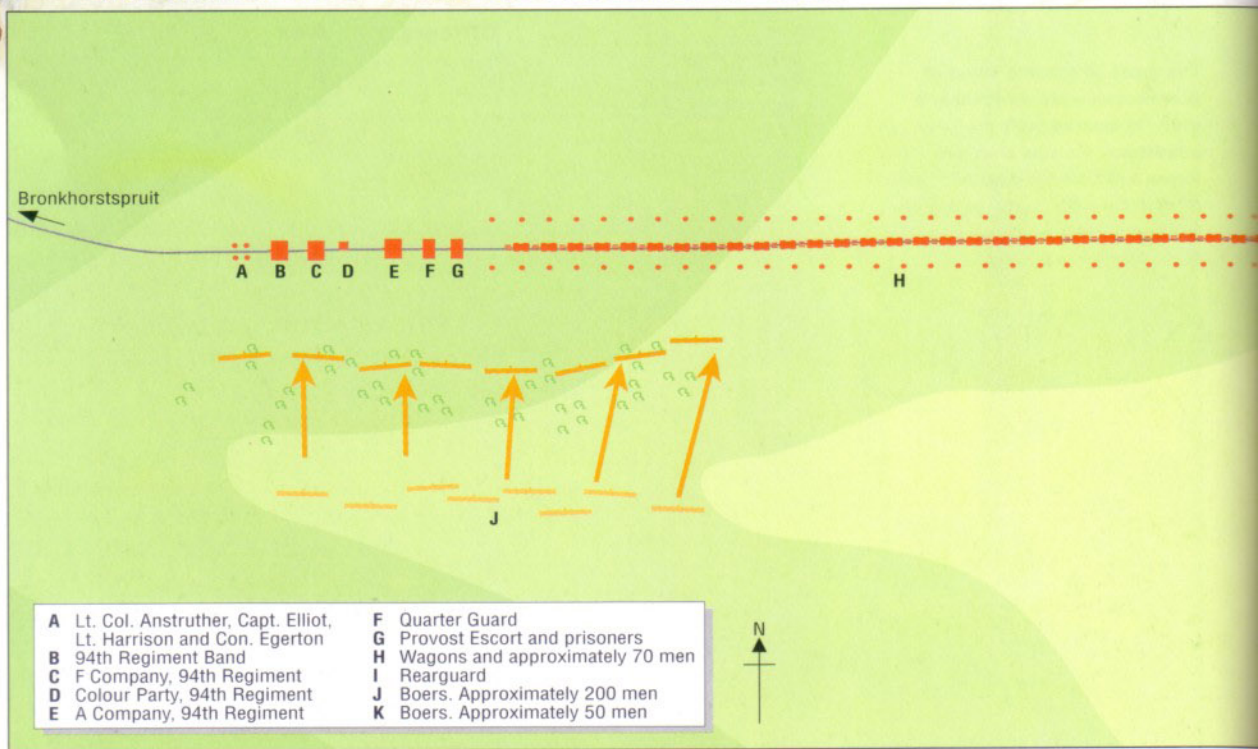 Bronkhorstspruit
A B C D E F G
H
J
A Lt. Col. Anstruther, Capt. Elliot,
Lt. Harrison and Con. Egerton
B 94th Regiment Band
C F Company, 94th Regiment
D Colour Party, 94th Regiment
E A Company, 94th Regiment
F Quarter Guard
G Provost Escort and prisoners
H Wagons and approximately 70 men
I Rearguard
J Boers. Approximately 200 men
K Boers. Approximately 50 men
N